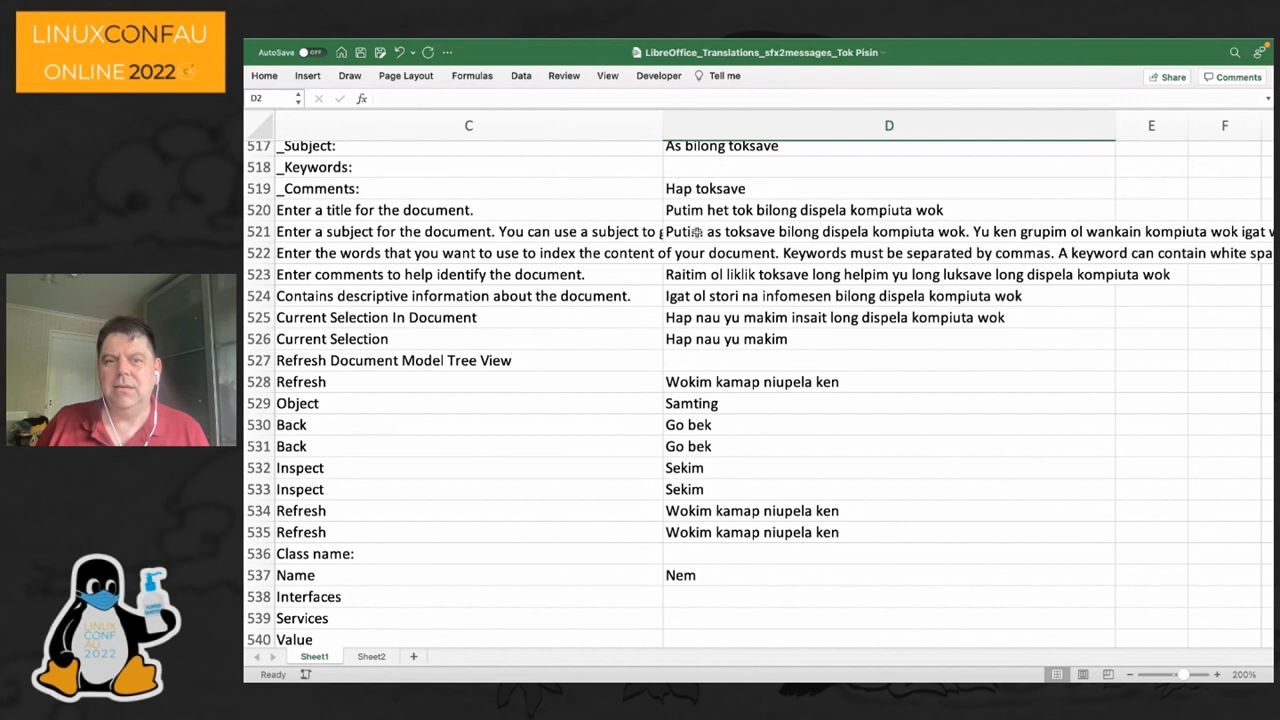 LINUXCONFAU
ONLINE 2022
AutoSave OFF
LibreOffice_Translations_sfx2messages_Tok Pisin
Home Insert Draw Page Layout Formulas Data Review View Developer Tell me
Share Comments
D2 fx
C D E F
517 _Subject: As bilong toksave
518 _Keywords:
519 _Comments: Hap toksave
520 Enter a title for the document. Putim het tok bilong dispela kompiuta wok
521 Enter a subject for the document. You can use a subject to g Putim as toksave bilong dispela kompiuta wok. Yu ken grupim ol wankain kompiuta wok igat w
522 Enter the words that you want to use to index the content of your document. Keywords must be separated by commas. A keyword can contain white spa
523 Enter comments to help identify the document. Raitim ol liklik toksave long helpim yu long luksave long dispela kompiuta wok
524 Contains descriptive information about the document. Igat ol stori na infomesen bilong dispela kompiuta wok
525 Current Selection In Document Hap nau yu makim insait long dispela kompiuta wok
526 Current Selection Hap nau yu makim
527 Refresh Document Model Tree View
528 Refresh Wokim kamap niupela ken
529 Object Samting
530 Back Go bek
531 Back Go bek
532 Inspect Sekim
533 Inspect Sekim
534 Refresh Wokim kamap niupela ken
535 Refresh Wokim kamap niupela ken
536 Class name:
537 Name Nem
538 Interfaces
539 Services
540 Value
Sheet1 Sheet2 +
Ready 200%
LINUX
CONF
AU
2022